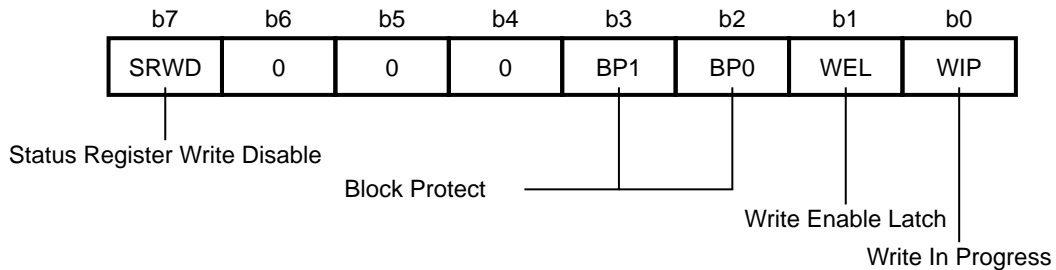 b7 b6 b5 b4 b3 b2 b1 b0
SRWD 0 0 0 BP1 BP0 WEL WIP
Status Register Write Disable
Block Protect
Write Enable Latch
Write In Progress